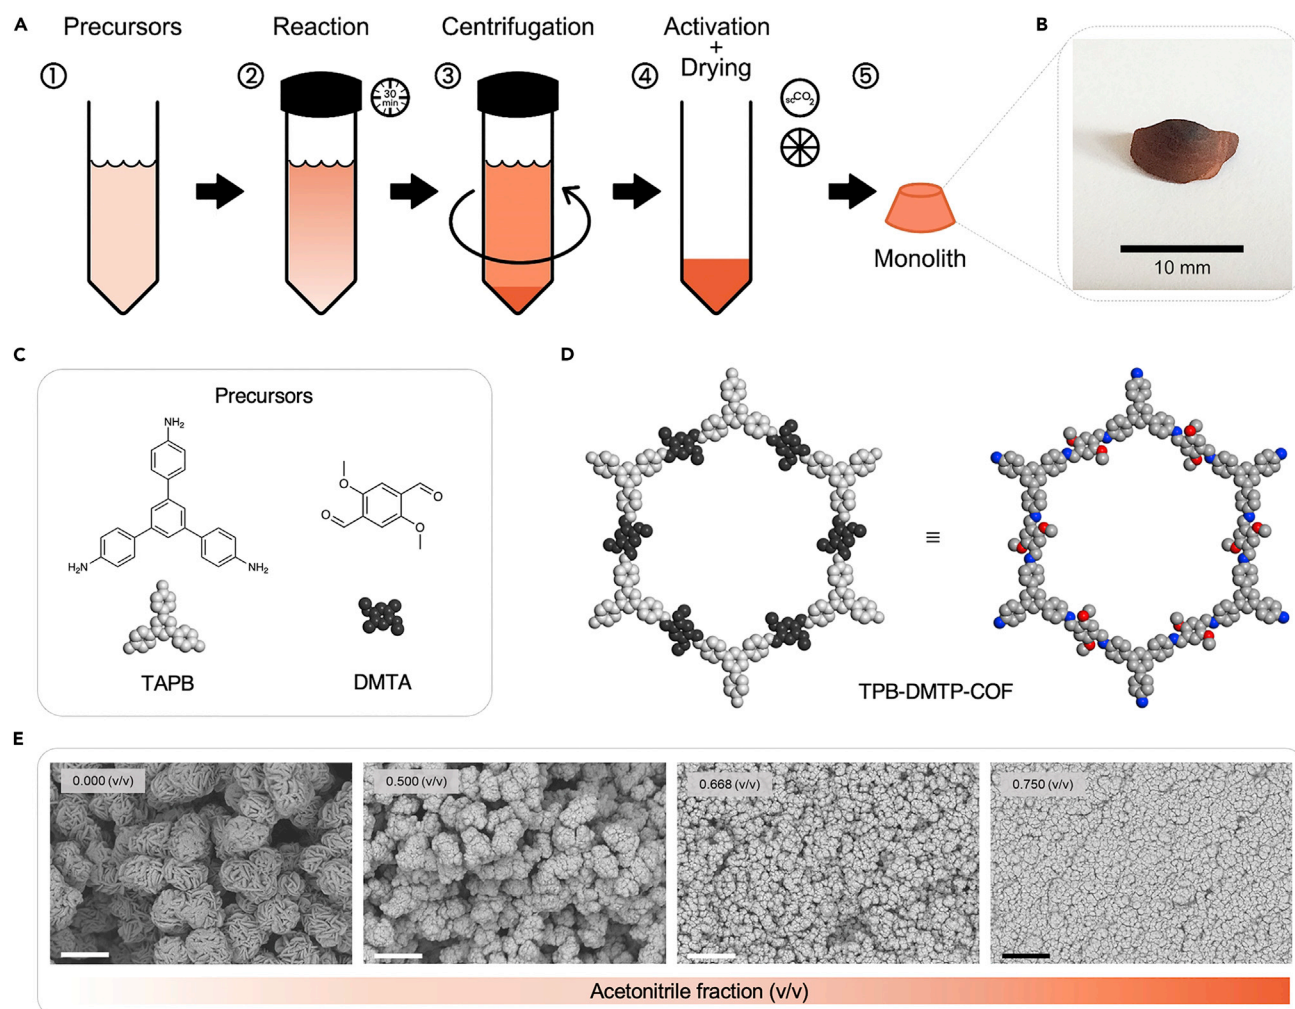 A
Precursors
Reaction
Centrifugation
Activation
+
Drying
B
①
②
30
min
③
④
scCO2
⑤
Monolith
10 mm
C
Precursors
NH2
H2N
NH2
O
O
O
O
TAPB
DMTA
D
≡
TPB-DMTP-COF
E
0.000 (v/v)
0.500 (v/v)
0.668 (v/v)
0.750 (v/v)
Acetonitrile fraction (v/v)